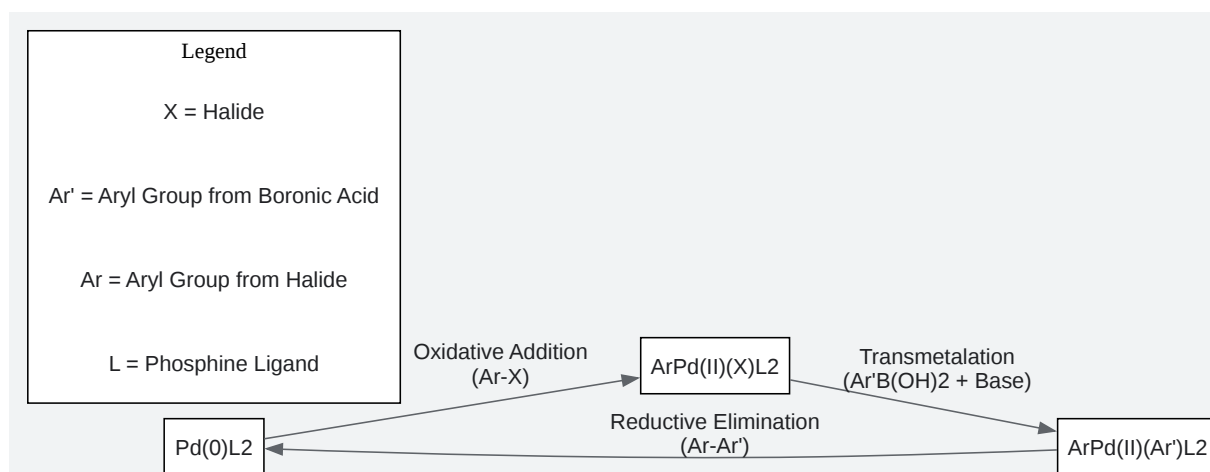 Legend
X = Halide
Ar' = Aryl Group from Boronic Acid
Ar = Aryl Group from Halide
L = Phosphine Ligand
Oxidative Addition
(Ar-X)
ArPd(II)(X)L2
Transmetalation
(Ar'B(OH)2 + Base)
Reductive Elimination
(Ar-Ar')
Pd(0)L2
ArPd(II)(Ar')L2